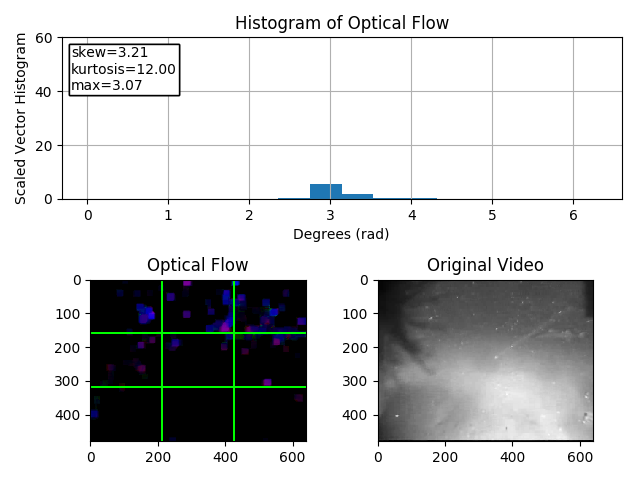 Histogram of Optical Flow
Scaled Vector Histogram
60
40
20
0
skew=3.21
kurtosis=12.00
max=3.07
0 1 2 3 4 5 6
Degrees (rad)
Optical Flow
0
100
200
300
400
0 200 400 600
Original Video
0
100
200
300
400
0 200 400 600